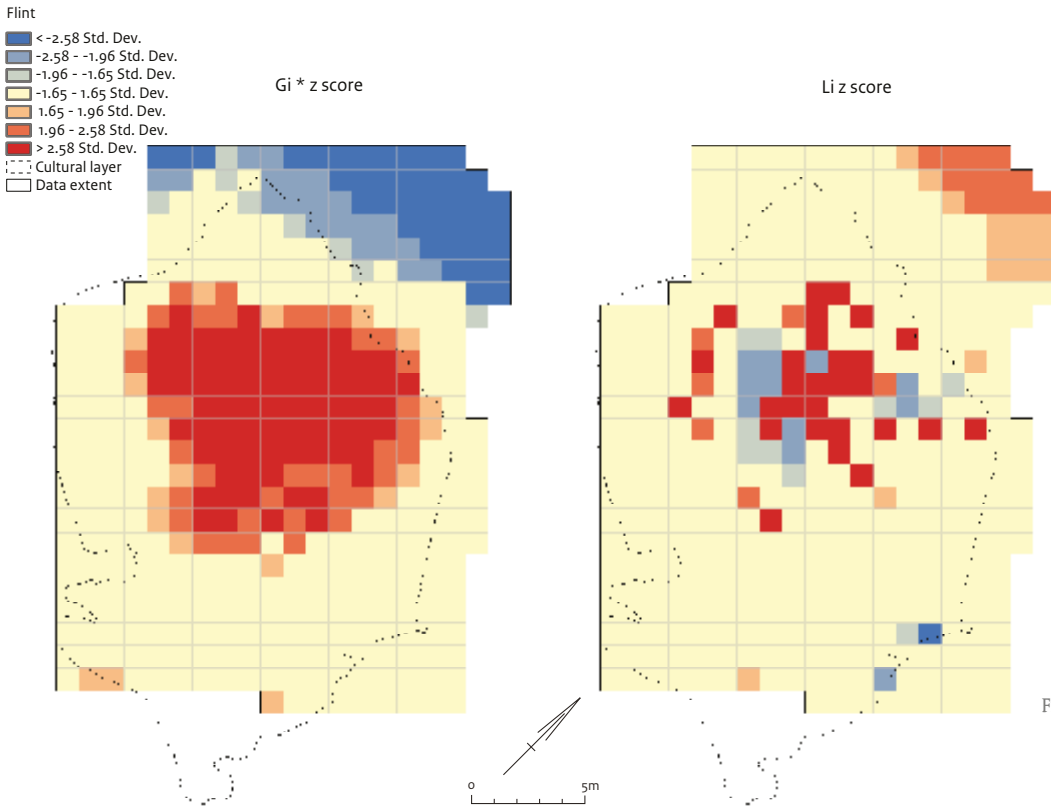 Flint
< -2.58 Std. Dev.
-2.58 - -1.96 Std. Dev.
-1.96 - -1.65 Std. Dev.
-1.65 - 1.65 Std. Dev.
1.65 - 1.96 Std. Dev.
1.96 - 2.58 Std. Dev.
> 2.58 Std. Dev.
Cultural layer
Data extent
Gi * z score
Li z score
0 5m
F